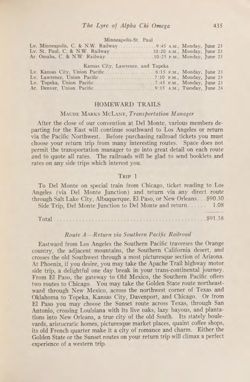 The Lyre of Alpha Chi Omega 435
Minneapolis-St. Paul
Lv. Minneapolis, C. & N.W. Railway 9:45 A.M., Monday, June 23
Lv. St. Paul, C. & N.W. Railway 10:20 A.M., Monday, June 23
Ar. Omaha, C. & N.W. Railway 10:25 P.M., Monday, June 23
Kansas City, Lawrence, and Topeka
Lv. Kansas City, Union Pacific 6:15 P.M., Monday, June 23
Lv. Lawrence, Union Pacific 7:10 P.M., Monday, June 23
Lv. Topeka, Union Pacific 7:45 P.M., Monday, June 23
Ar. Denver, Union Pacific 9:15 A.M., Tuesday, June 24
HOMEWARD TRAILS
Maude Marks McLane, Transportation Manager
After the close of our convention at Del Monte, various members de-
parting for the East will continue southward to Los Angeles or return
via the Pacific Northwest. Before purchasing railroad tickets you must
choose your return trip from many interesting routes. Space does not
permit the transportation manager to go into great detail on each route
and to quote all rates. The railroads will be glad to send booklets and
rates on any side trips which interest you.
Trip 1
To Del Monte on special train from Chicago, ticket reading to Los
Angeles (via Del Monte Junction) and return via any direct route
through Salt Lake City, Albuquerque, El Paso, or New Orleans. $90.30
Side Trip, Del Monte Junction to Del Monte and return 1.08
Total $91.38
Route A—Return via Southern Pacific Railroad
Eastward from Los Angeles the Southern Pacific traverses the Orange
country, the adjacent mountains, the Southern California desert, and
crosses the old Southwest through a most picturesque section of Arizona.
At Phoenix, if you desire, you may take the Apache Trail highway motor
side trip, a delightful one day break in your trans-continental journey.
From El Paso, the gateway to Old Mexico, the Southern Pacific offers
two routes to Chicago. You may take the Golden State route northeast-
ward through New Mexico, across the northwest corner of Texas and
Oklahoma to Topeka, Kansas City, Davenport, and Chicago. Or from
El Paso you may choose the Sunset route across Texas, through San
Antonio, crossing Louisiana with its live oaks, lazy bayous, and planta-
tions into New Orleans, a true city of the old South. Its stately boule-
vards, aristocratic homes, picturesque market places, quaint coffee shops,
its old French quarter make it a city of romance and charm. Either the
Golden State or the Sunset routes on your return trip will climax a perfect
experience of a western trip.